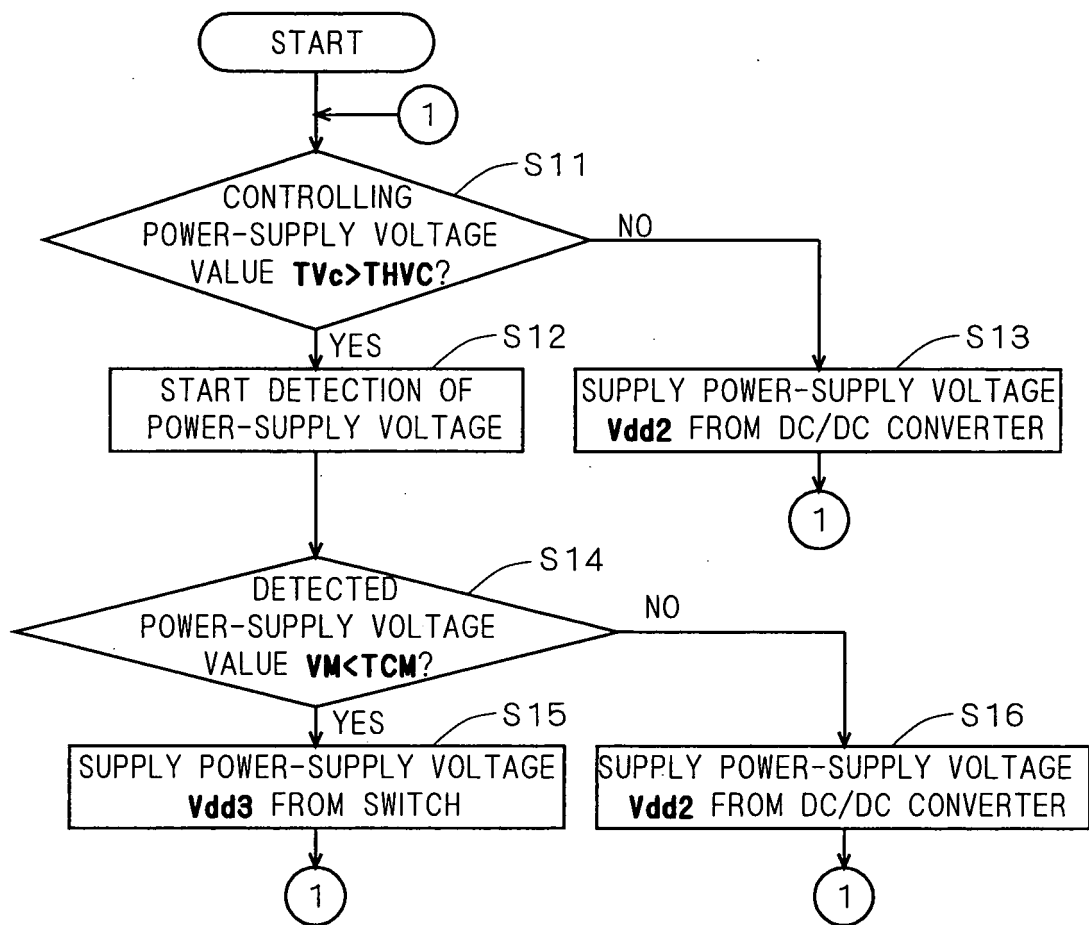 START
1
S11
CONTROLLING
POWER-SUPPLY VOLTAGE
VALUE TVc>THVC?
NO
YES
S12
START DETECTION OF
POWER-SUPPLY VOLTAGE
S13
SUPPLY POWER-SUPPLY VOLTAGE
Vdd2 FROM DC/DC CONVERTER
1
S14
DETECTED
POWER-SUPPLY VOLTAGE
VALUE VM<TCM?
NO
YES
S15
SUPPLY POWER-SUPPLY VOLTAGE
Vdd3 FROM SWITCH
1
S16
SUPPLY POWER-SUPPLY VOLTAGE
Vdd2 FROM DC/DC CONVERTER
1